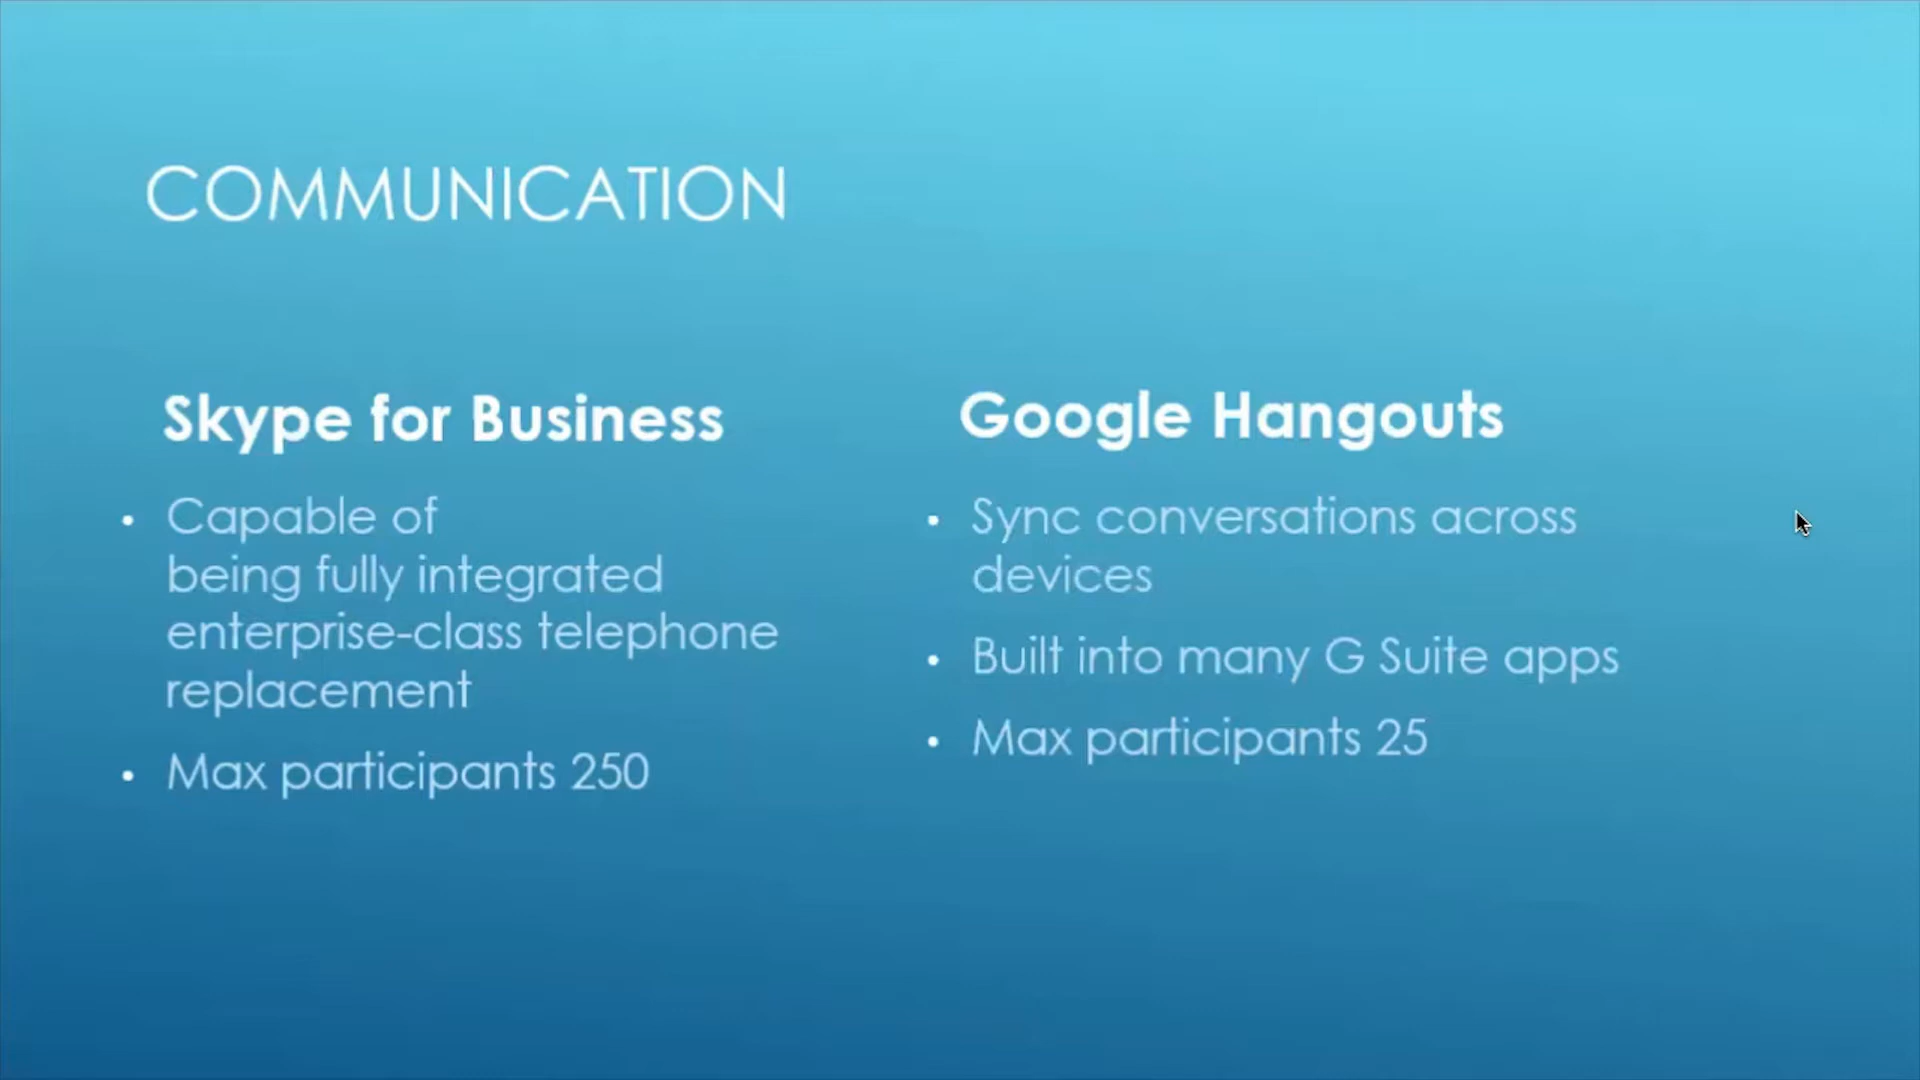 COMMUNICATION
Skype for Business
• Capable of
being fully integrated
enterprise-class telephone
replacement
• Max participants 250
Google Hangouts
• Sync conversations across
devices
• Built into many G Suite apps
• Max participants 25